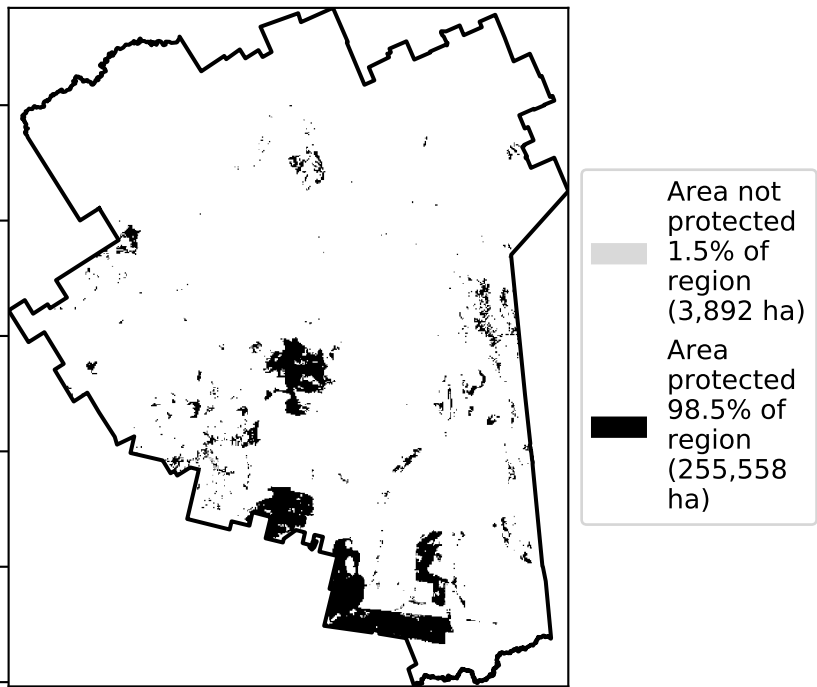 Area not
protected
1.5% of
region
(3,892 ha)
Area
protected
98.5% of
region
(255,558
ha)